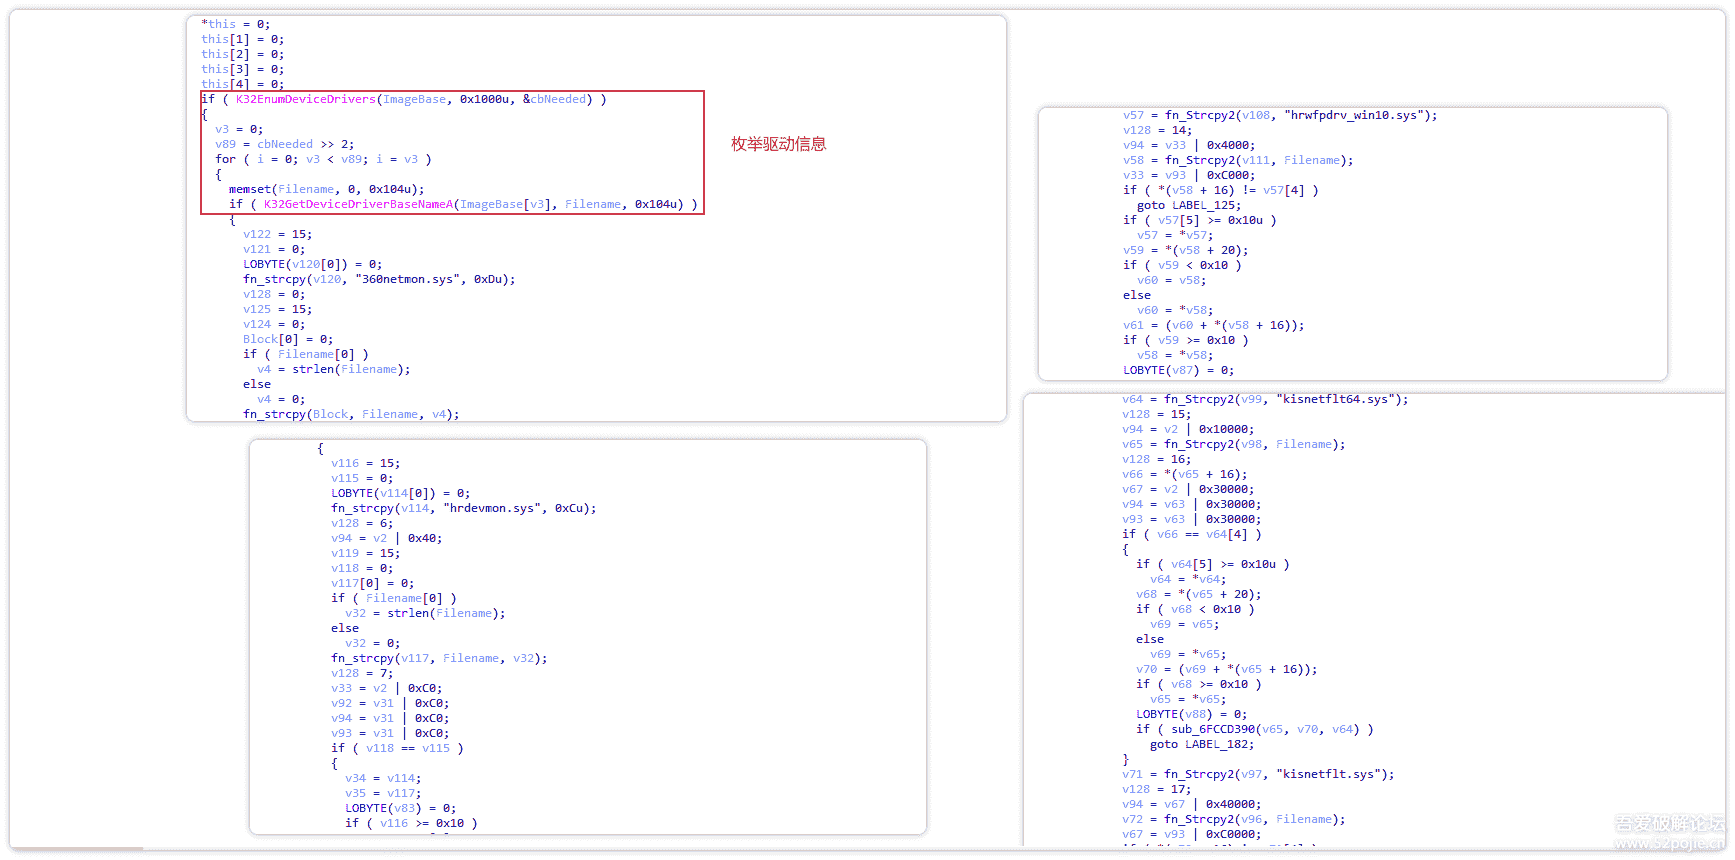 *this = 0;
this[1] = 0;
this[2] = 0;
this[3] = 0;
this[4] = 0;
if ( K32EnumDeviceDrivers(ImageBase, 0x1000u, &cbNeeded) )
{
v3 = 0;
v89 = cbNeeded >> 2;
for ( i = 0; v3 < v89; i = v3 )
{
memset(Filename, 0, 0x104u);
if ( K32GetDeviceDriverBaseNameA(ImageBase[v3], Filename, 0x104u) )
{
v122 = 15;
v121 = 0;
LOBYTE(v120[0]) = 0;
fn_strcpy(v120, "360netmon.sys", 0xDu);
v128 = 0;
v125 = 15;
v124 = 0;
Block[0] = 0;
if ( Filename[0] )
v4 = strlen(Filename);
else
v4 = 0;
fn_strcpy(Block, Filename, v4);
枚举驱动信息
{
v116 = 15;
v115 = 0;
LOBYTE(v114[0]) = 0;
fn_strcpy(v114, "hrdevmon.sys", 0xCu);
v128 = 6;
v94 = v2 | 0x40;
v119 = 15;
v118 = 0;
v117[0] = 0;
if ( Filename[0] )
v32 = strlen(Filename);
else
v32 = 0;
fn_strcpy(v117, Filename, v32);
v128 = 7;
v33 = v2 | 0xC0;
v92 = v31 | 0xC0;
v94 = v31 | 0xC0;
v93 = v31 | 0xC0;
if ( v118 == v115 )
{
v34 = v114;
v35 = v117;
LOBYTE(v83) = 0;
if ( v116 >= 0x10 )
v57 = fn_Strcpy2(v108, "hrwfpdrv_win10.sys");
v128 = 14;
v94 = v33 | 0x4000;
v58 = fn_Strcpy2(v111, Filename);
v33 = v93 | 0xC000;
if ( *(v58 + 16) != v57[4] )
goto LABEL_125;
if ( v57[5] >= 0x10u )
v57 = *v57;
v59 = *(v58 + 20);
if ( v59 < 0x10 )
v60 = v58;
else
v60 = *v58;
v61 = (v60 + *(v58 + 16));
if ( v59 >= 0x10 )
v58 = *v58;
LOBYTE(v87) = 0;
v64 = fn_Strcpy2(v99, "kisnetflt64.sys");
v128 = 15;
v94 = v2 | 0x10000;
v65 = fn_Strcpy2(v98, Filename);
v128 = 16;
v66 = *(v65 + 16);
v67 = v2 | 0x30000;
v94 = v63 | 0x30000;
v93 = v63 | 0x30000;
if ( v66 == v64[4] )
{
if ( v64[5] >= 0x10u )
v64 = *v64;
v68 = *(v65 + 20);
if ( v68 < 0x10 )
v69 = v65;
else
v69 = *v65;
v70 = (v69 + *(v65 + 16));
if ( v68 >= 0x10 )
v65 = *v65;
LOBYTE(v88) = 0;
if ( sub_6FCCD390(v65, v70, v64) )
goto LABEL_182;
}
v71 = fn_Strcpy2(v97, "kisnetflt.sys");
v128 = 17;
v94 = v67 | 0x40000;
v72 = fn_Strcpy2(v96, Filename);
v67 = v93 | 0xC0000;
吾爱破解论坛
www.52pojie.cn